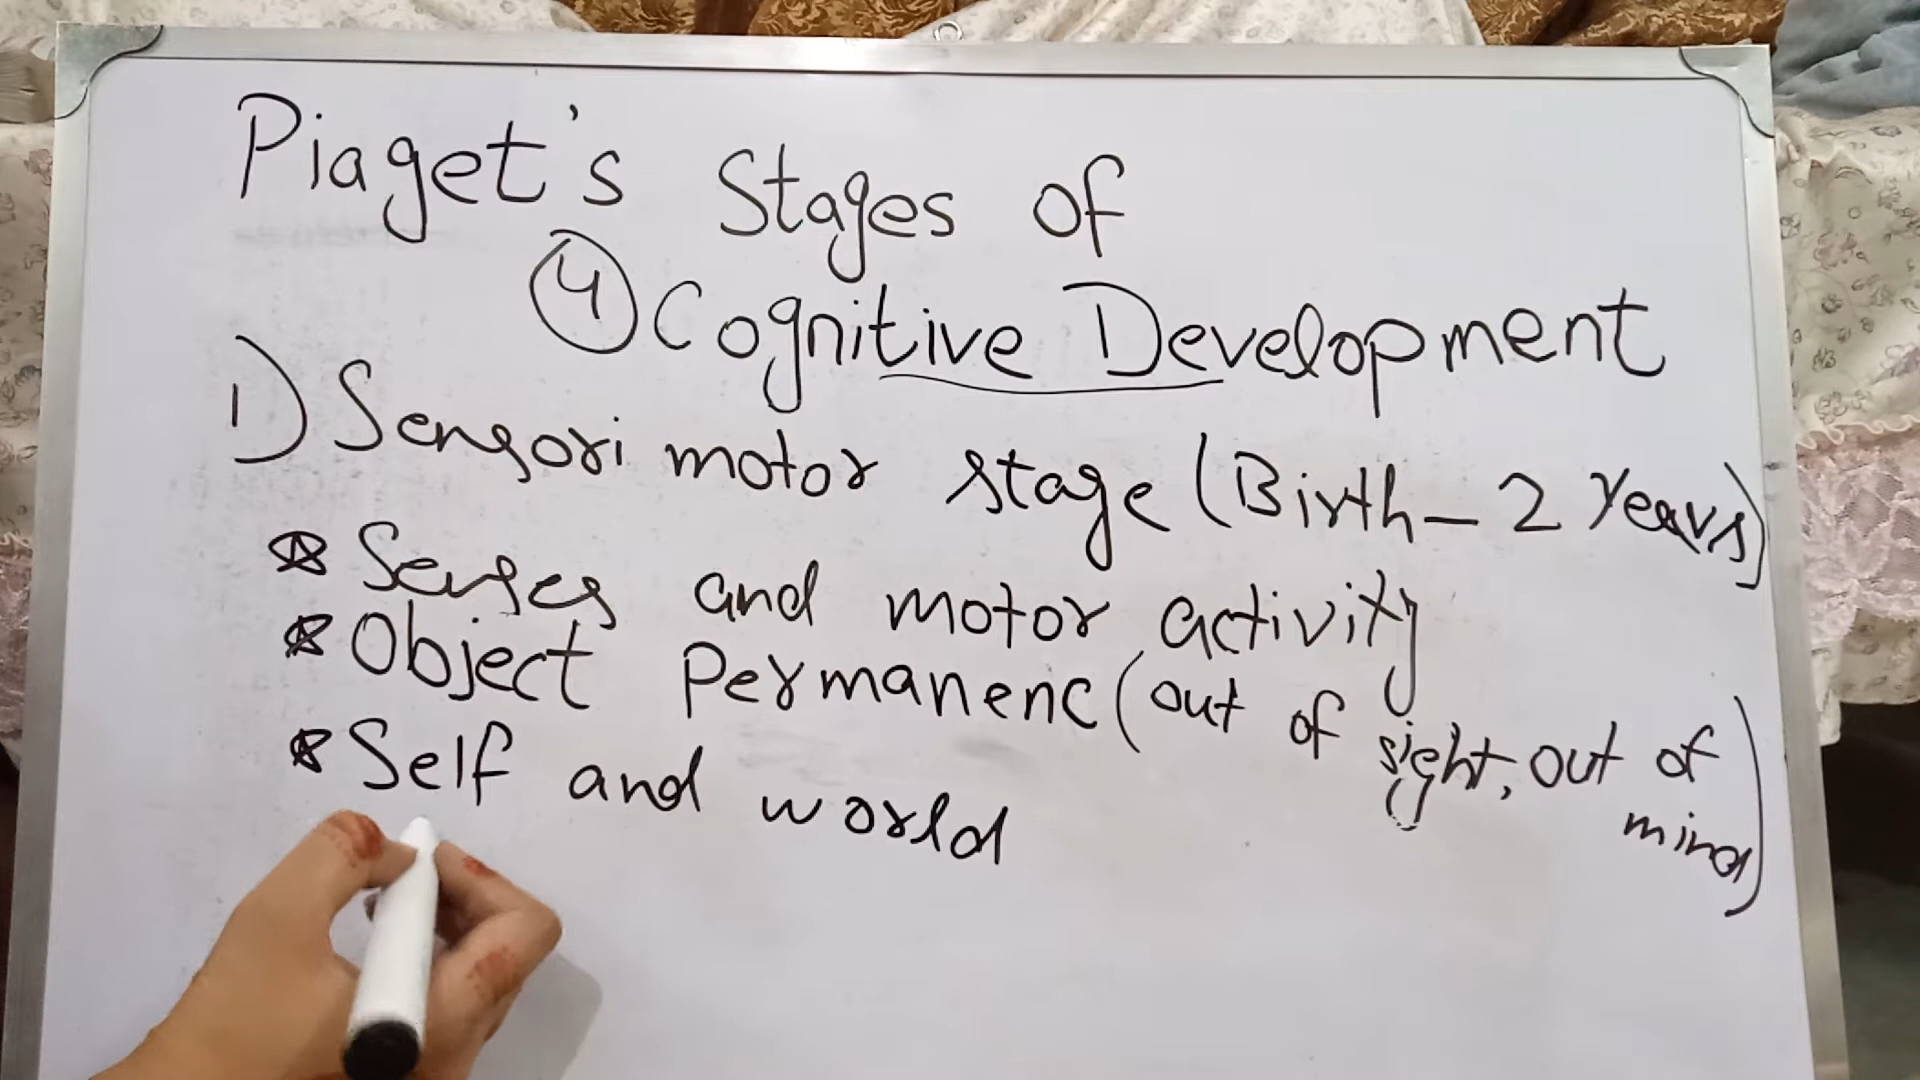 Piaget's Stages of
4 Cognitive Development
1) Sensori motor stage (Birth - 2 Years)
* Senses and motor activity
* Object Permanenc (out of sight, out of mind)
* Self and world